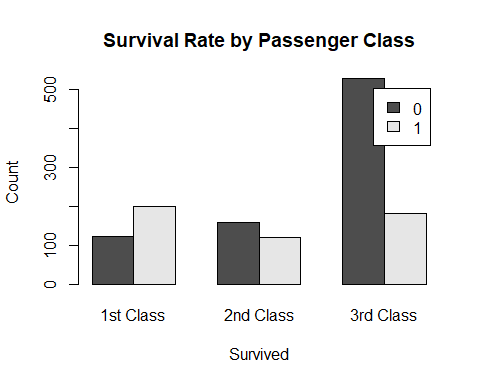 Survival Rate by Passenger Class
Count
500
300
100
0
0
1
1st Class
2nd Class
3rd Class
Survived